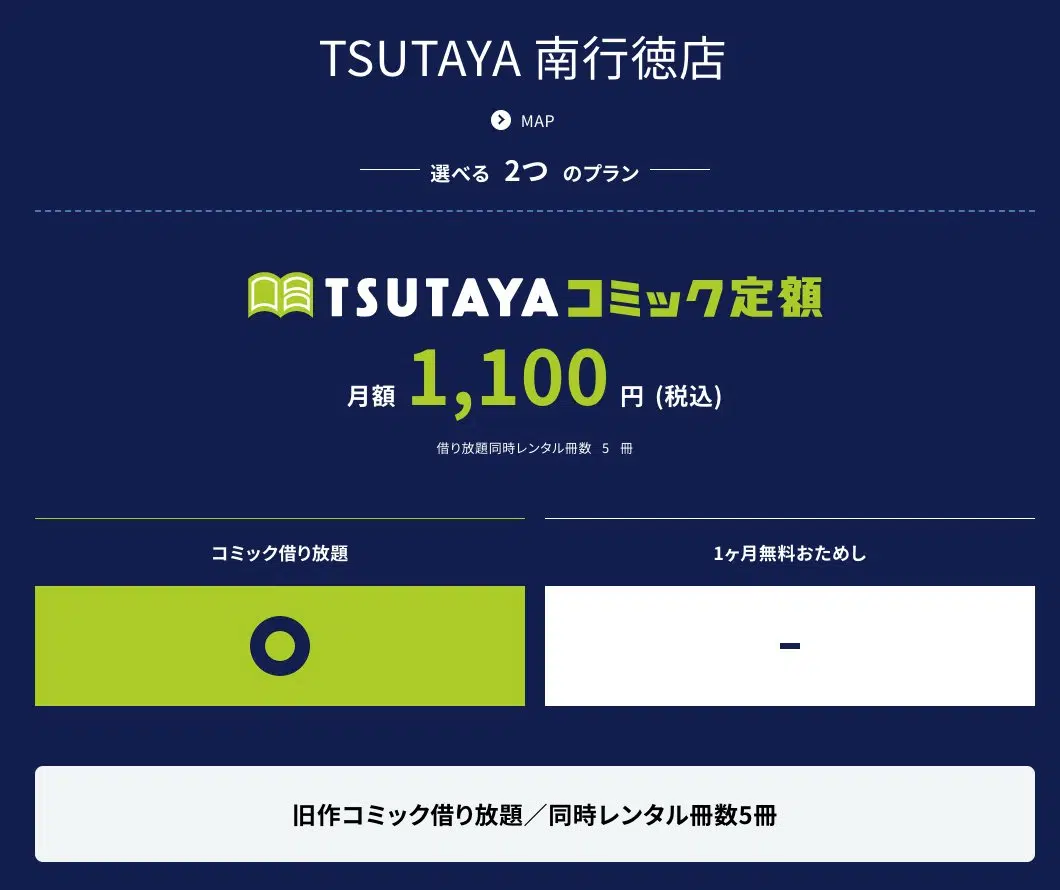 TSUTAYA 南行徳店
MAP
選べる 2つ のプラン
TSUTAYAコミック定額
月額 1,100 円 (税込)
借り放題同時レンタル冊数 5 冊
コミック借り放題
1ヶ月無料おためし
-
旧作コミック借り放題／同時レンタル冊数5冊